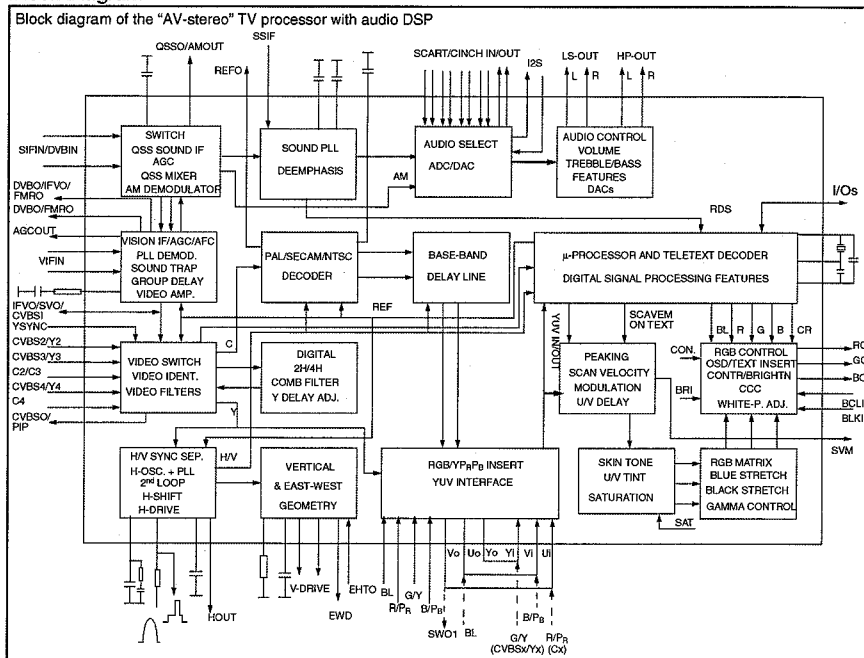 Block diagram of the "AV-stereo" TV processor with audio DSP
QSSO/AMOUT
REFO
SSIF
SCART/CINCH IN/OUT
I2S
LS-OUT
L
R
HP-OUT
L
R
SIFIN/DVBIN
SWITCH
QSS SOUND IF
AGC
QSS MIXER
AM DEMODULATOR
SOUND PLL
DEEMPHASIS
AM
AUDIO SELECT
ADC/DAC
AUDIO CONTROL
VOLUME
TREBBLE/BASS
FEATURES
DACs
I/Os
RDS
DVBO/IFVO/
FMRO
DVBO/FMRO
AGCOUT
VIFIN
VISION IF/AGC/AFC
PLL DEMOD.
SOUND TRAP
GROUP DELAY
VIDEO AMP.
PAL/SECAM/NTSC
DECODER
BASE-BAND
DELAY LINE
μ-PROCESSOR AND TELETEXT DECODER
DIGITAL SIGNAL PROCESSING FEATURES
REF
IFVO/SVO/
CVBSI
YSYNC
CVBS2/Y2
CVBS3/Y3
C2/C3
CVBS4/Y4
C4
CVBSO/
PIP
VIDEO SWITCH
VIDEO IDENT.
VIDEO FILTERS
C
Y
DIGITAL
2H/4H
COMB FILTER
Y DELAY ADJ.
YUV IN/OUT
SCAVEM
ON TEXT
PEAKING
SCAN VELOCITY
MODULATION
U/V DELAY
BL
R
G
B
CR
CON.
BRI
RGB CONTROL
OSD/TEXT INSERT
CONTR/BRIGHTN
CCC
WHITE-P. ADJ.
RO
GO
BO
BCLI
BLKI
SVM
H/V SYNC SEP.
H-OSC. + PLL
2nd LOOP
H-SHIFT
H-DRIVE
H/V
VERTICAL
& EAST-WEST
GEOMETRY
RGB/YPRPB INSERT
YUV INTERFACE
SKIN TONE
U/V TINT
SATURATION
SAT
RGB MATRIX
BLUE STRETCH
BLACK STRETCH
GAMMA CONTROL
Vo
Uo
Yo
Yi
Vi
Ui
HOUT
V-DRIVE
EWD
EHTO
BL
R/PR
G/Y
B/PB
SWO1
BL
G/Y
(CVBSx/Yx)
B/PB
R/PR
(Cx)